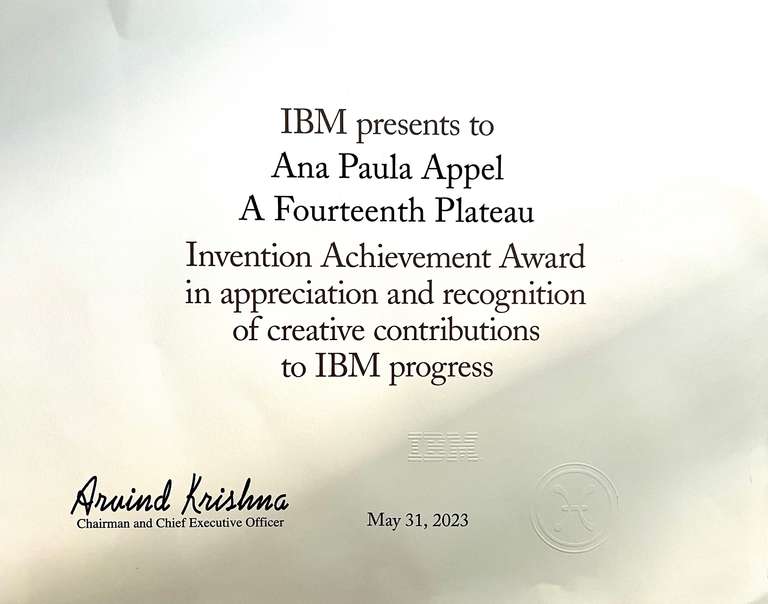 IBM presents to
Ana Paula Appel
A Fourteenth Plateau
Invention Achievement Award
in appreciation and recognition
of creative contributions
to IBM progress
IBM
Arvind Krishna
Chairman and Chief Executive Officer
May 31, 2023